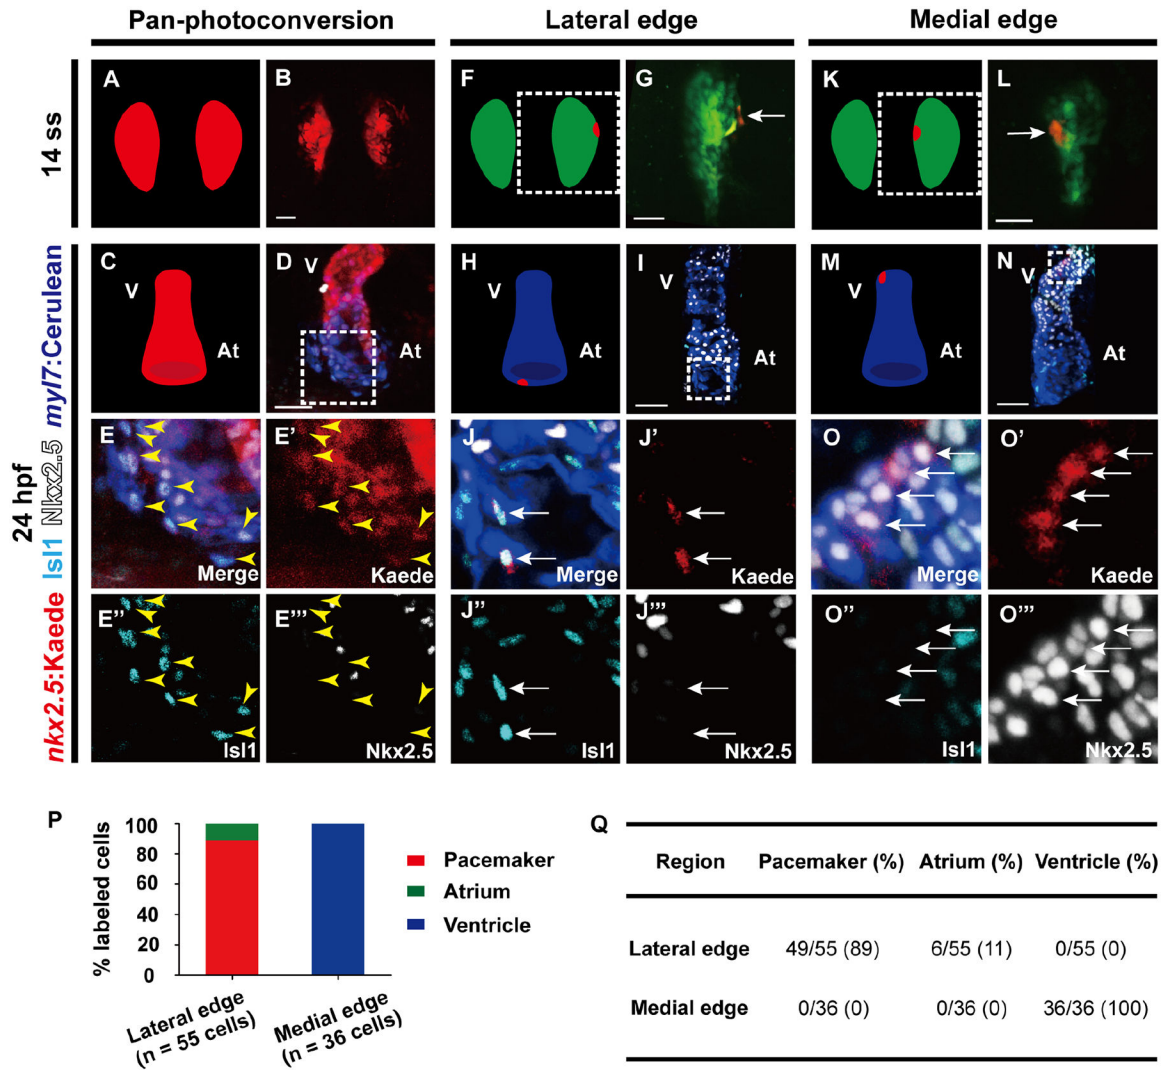 Pan-photoconversion
Lateral edge
Medial edge
14 ss
A
B
F
G
K
L
24 hpf
nkx2.5:Kaede Isl1 Nkx2.5 myl7:Cerulean
C
V
At
D
V
At
H
V
At
I
V
At
M
V
At
N
V
At
E
Merge
E'
Kaede
J
Merge
J'
Kaede
O
Merge
O'
Kaede
E''
Isl1
E'''
Nkx2.5
J''
Isl1
J'''
Nkx2.5
O''
Isl1
O'''
Nkx2.5
P
% labeled cells
100
80
60
40
20
0
Lateral edge
(n = 55 cells)
Medial edge
(n = 36 cells)
Pacemaker
Atrium
Ventricle
Q
Region Pacemaker (%) Atrium (%) Ventricle (%)
Lateral edge 49/55 (89) 6/55 (11) 0/55 (0)
Medial edge 0/36 (0) 0/36 (0) 36/36 (100)